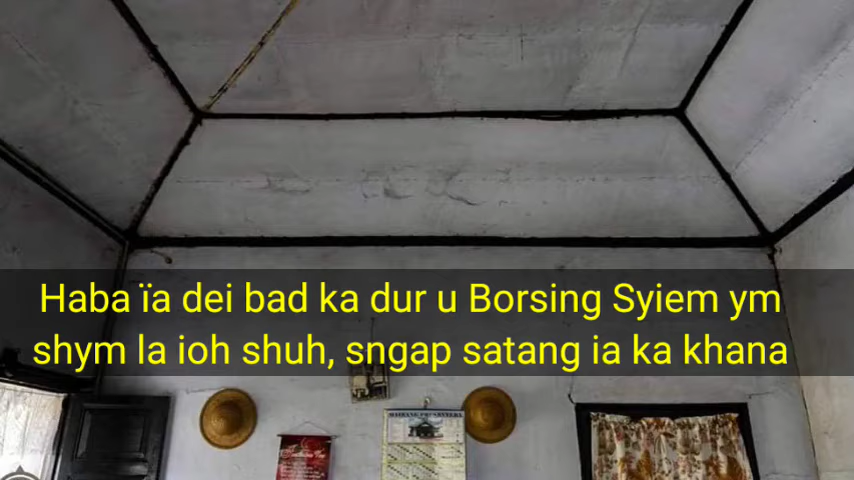 Haba ïa dei bad ka dur u Borsing Syiem ym
shym la ioh shuh, sngap satang ia ka khana